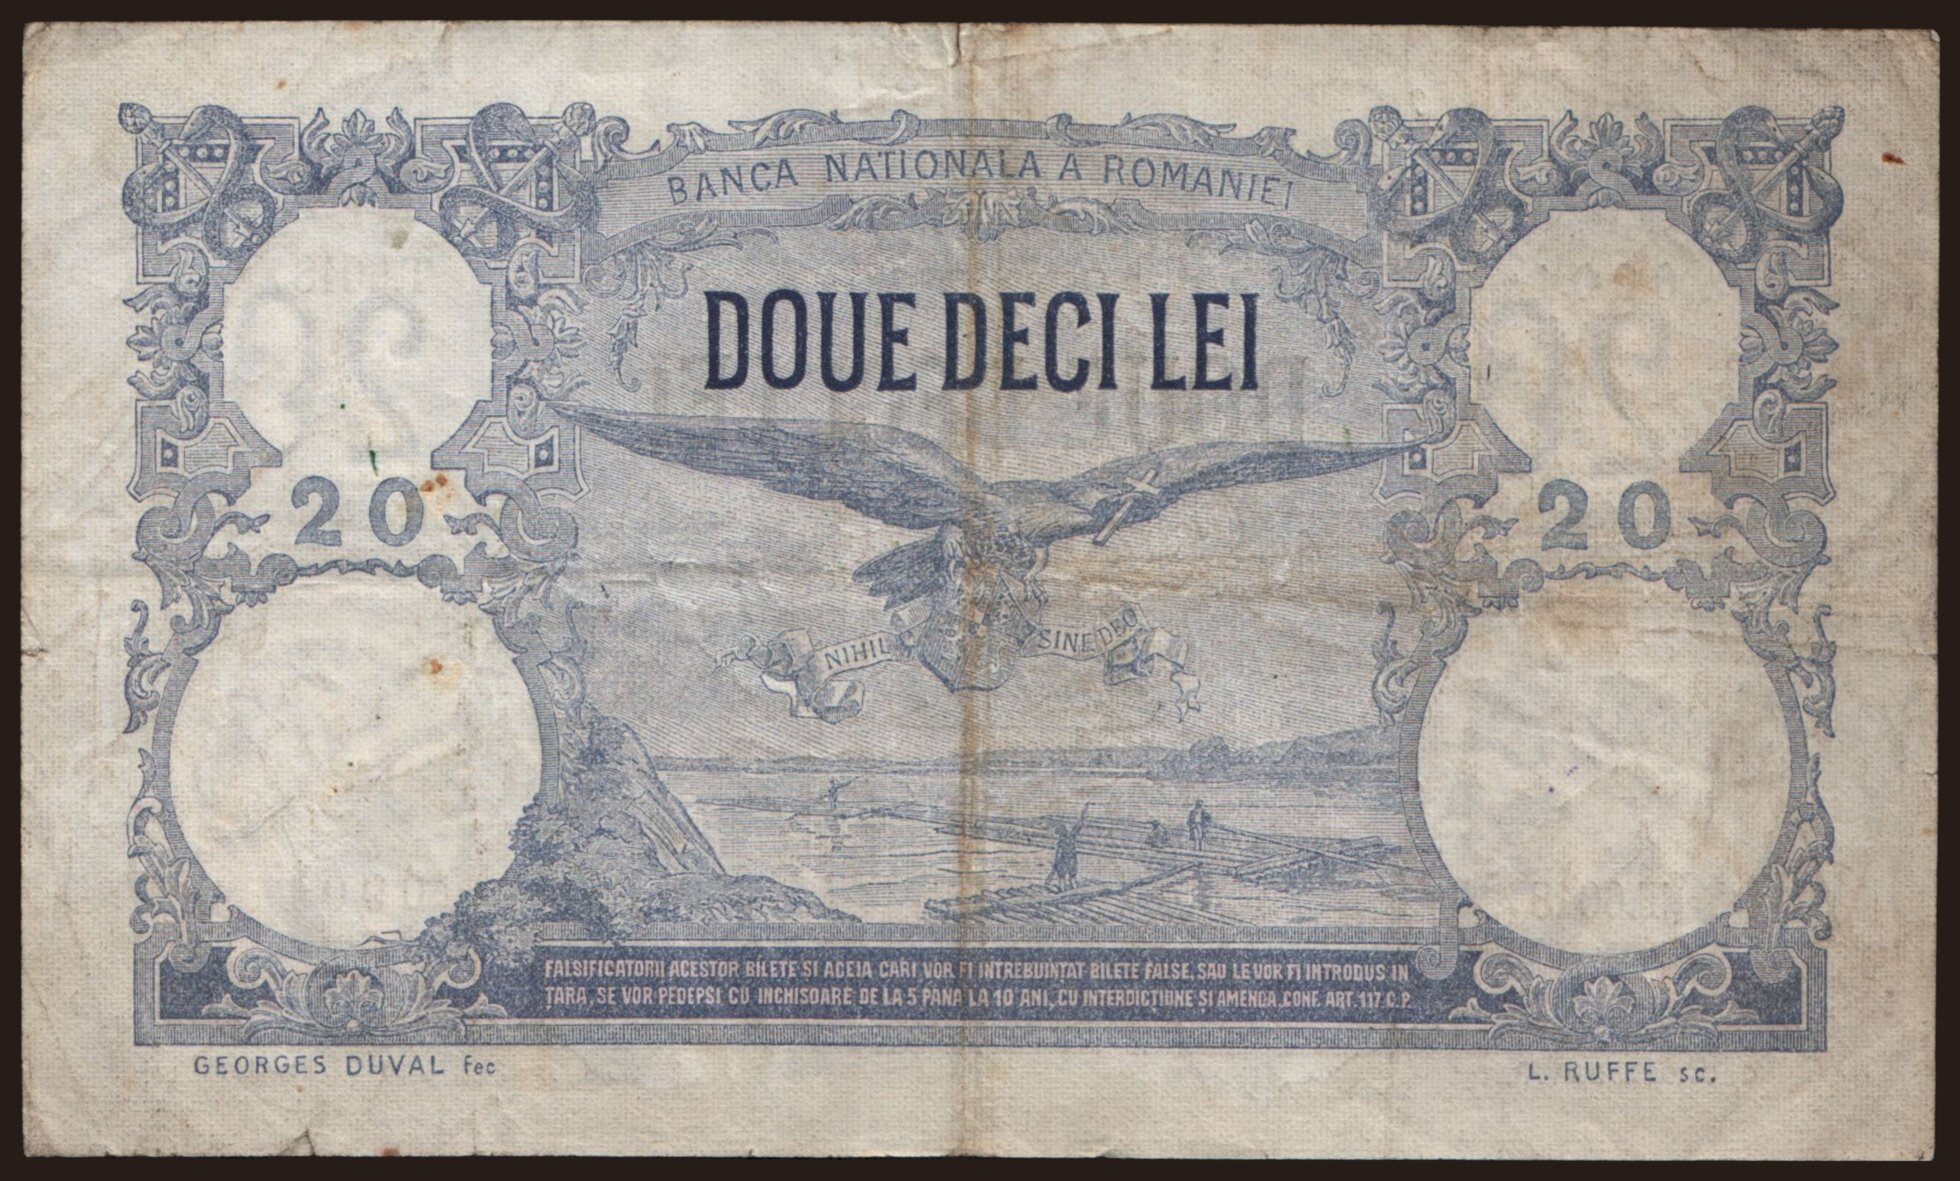 BANCA NATIONALA A ROMANIEI
DOUE DECI LEI
20
20
NIHIL SINE DEO
FALSIFICATORII ACESTOR BILETE SI ACEIA CARI VOR FI INTREBUINTAT BILETE FALSE, SAU LE VOR FI INTRODUS IN
TARA, SE VOR PEDEPSI CU INCHISOARE DE LA 5 PANA LA 10 ANI, CU INTERDICTIUNE SI AMENDA. CONF. ART. 117 C. P.
GEORGES DUVAL fec
L. RUFFE sc.